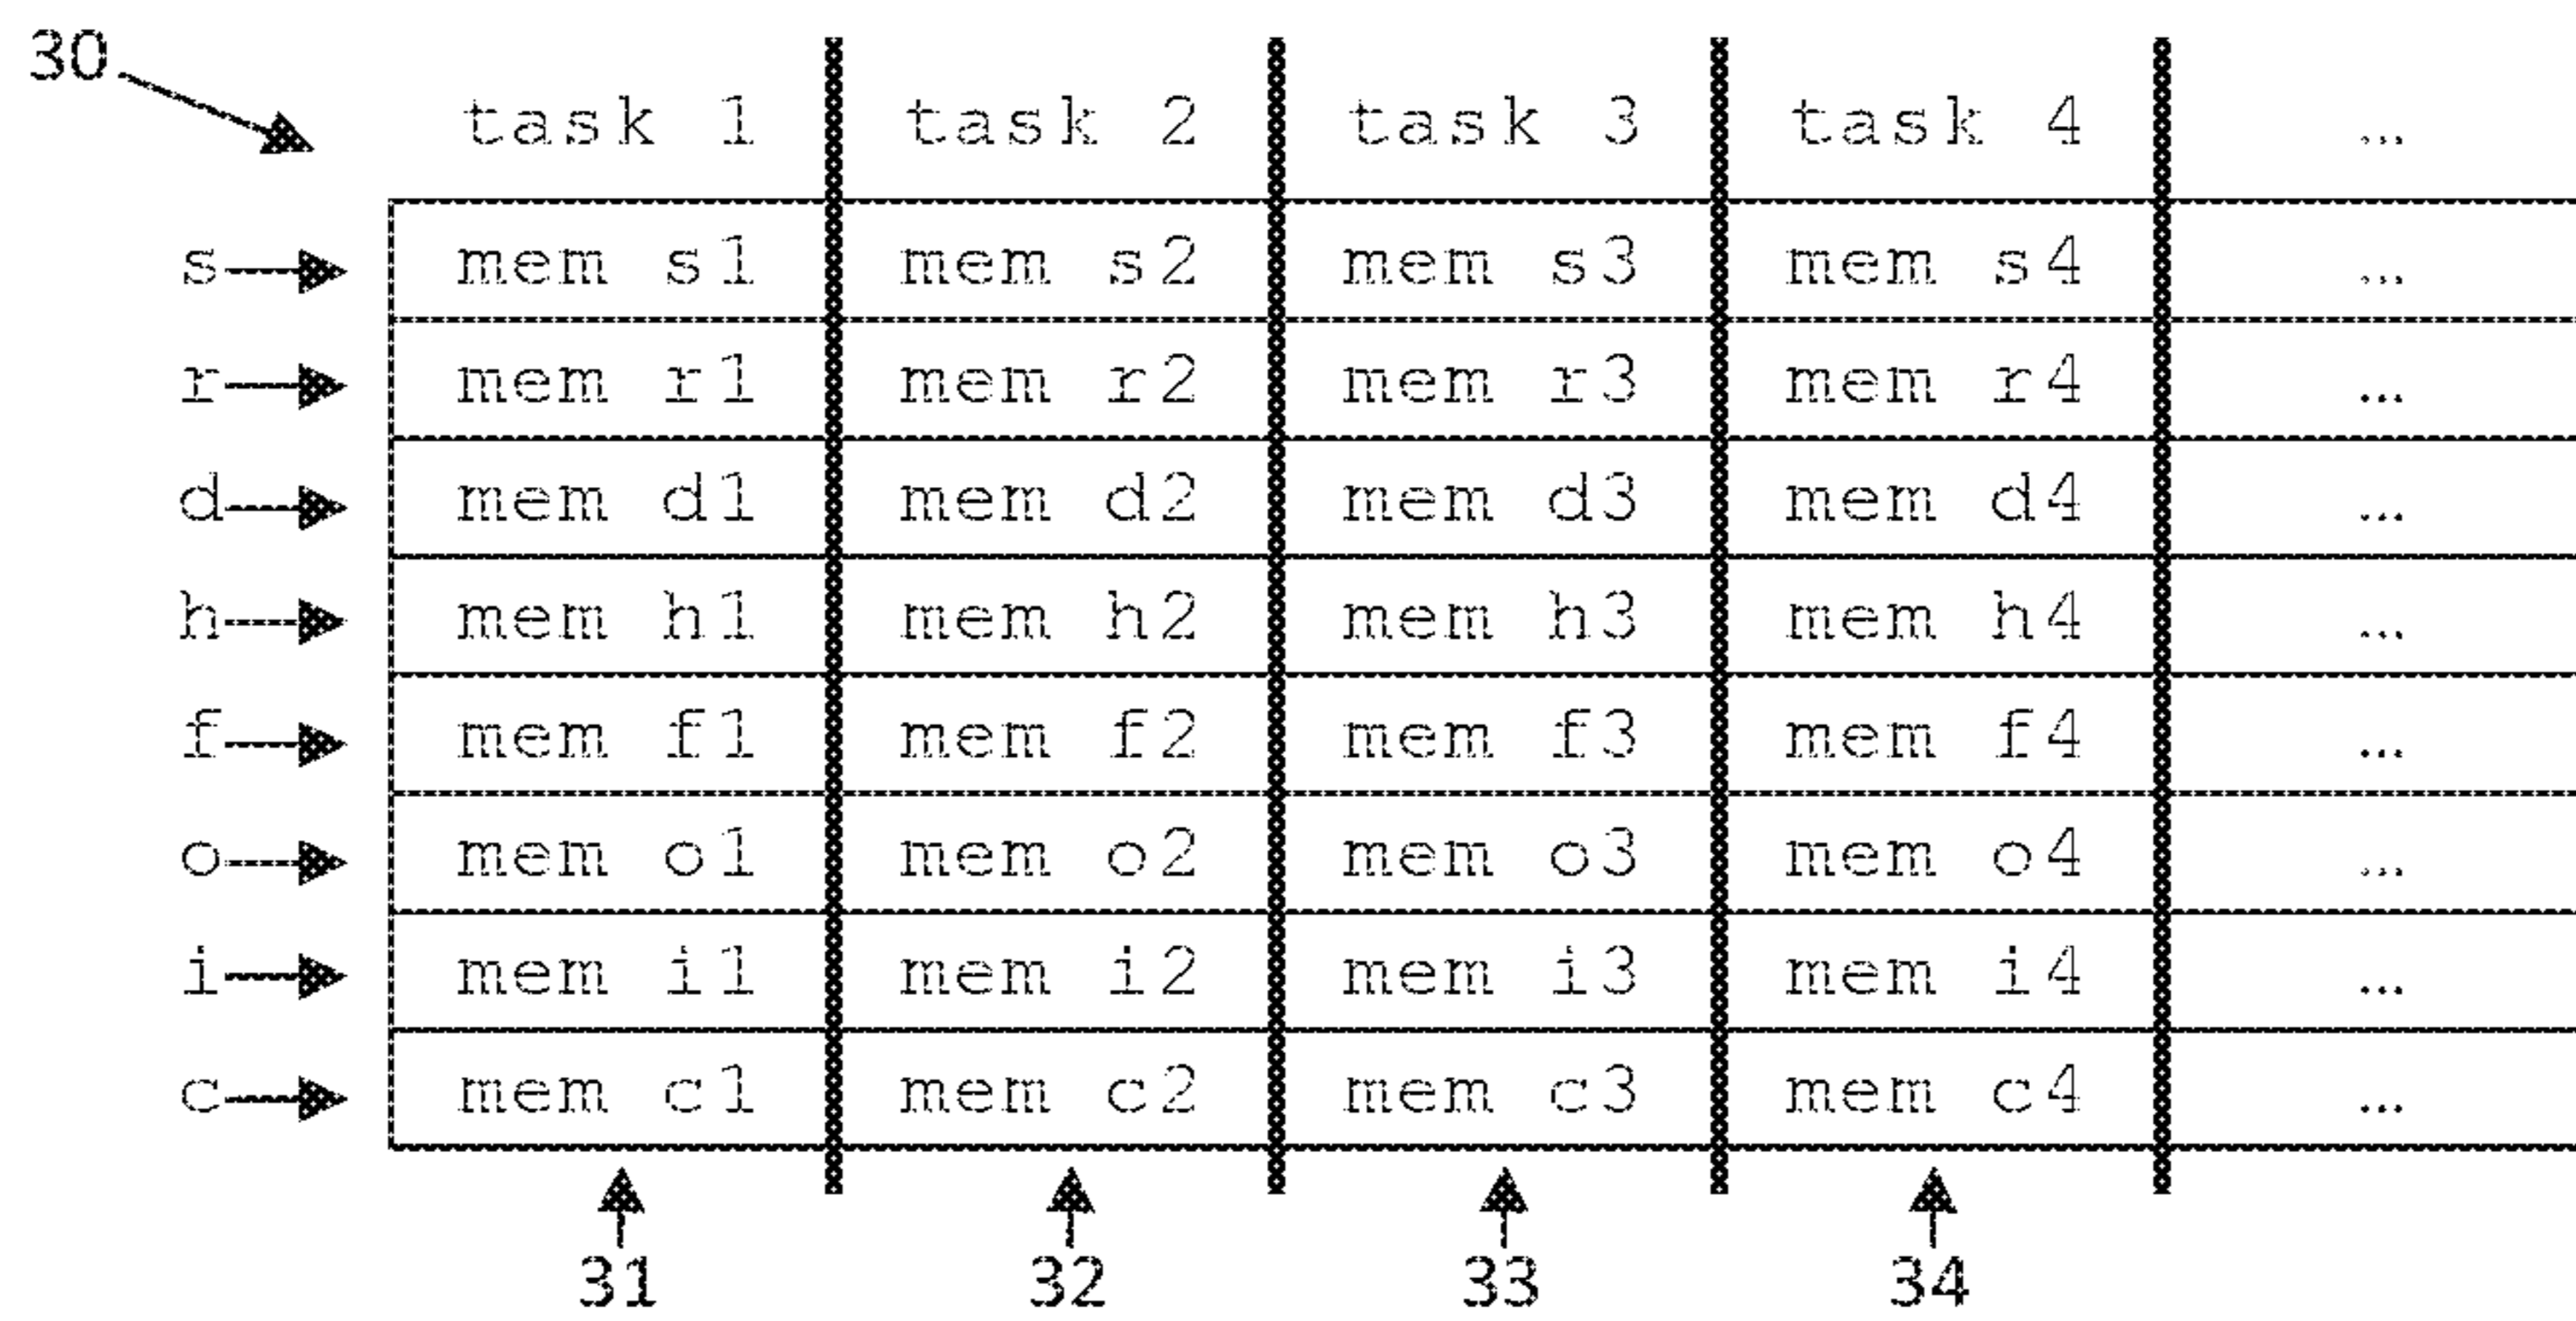 30
task 1 task 2 task 3 task 4 ...
s mem s1 mem s2 mem s3 mem s4 ...
r mem r1 mem r2 mem r3 mem r4 ...
d mem d1 mem d2 mem d3 mem d4 ...
h mem h1 mem h2 mem h3 mem h4 ...
f mem f1 mem f2 mem f3 mem f4 ...
o mem o1 mem o2 mem o3 mem o4 ...
i mem i1 mem i2 mem i3 mem i4 ...
c mem c1 mem c2 mem c3 mem c4 ...
31 32 33 34